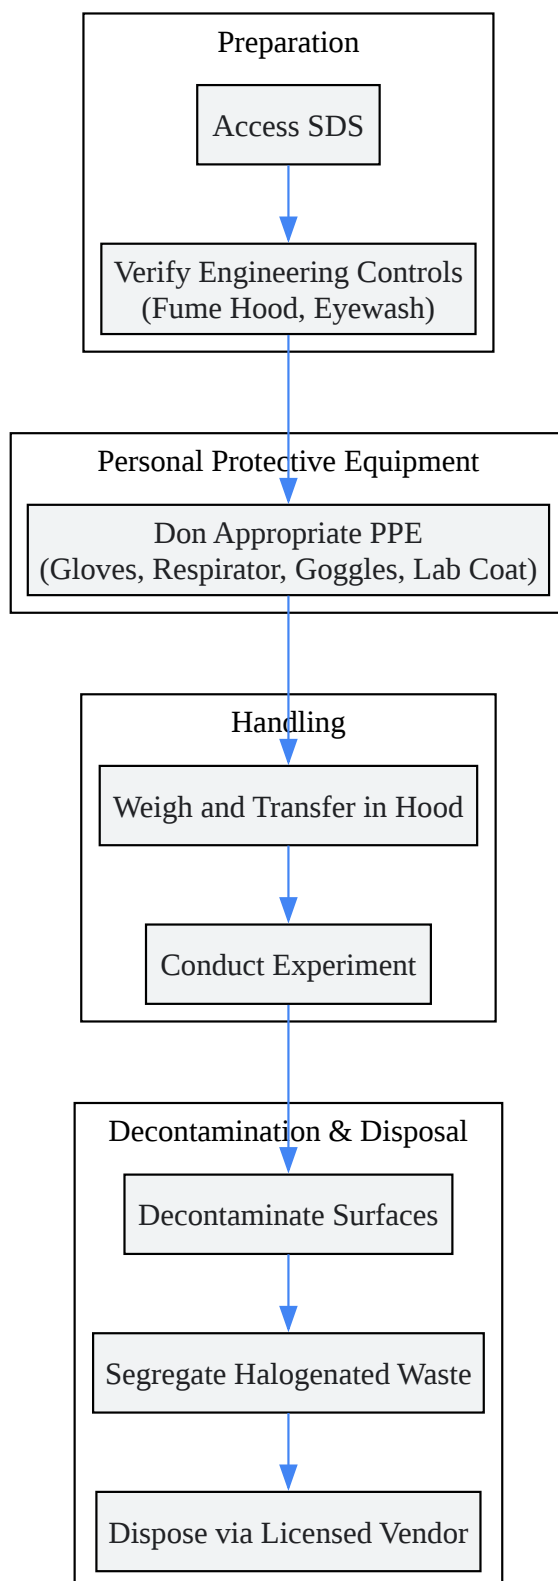 Preparation
Access SDS
Verify Engineering Controls
(Fume Hood, Eyewash)
Personal Protective Equipment
Don Appropriate PPE
(Gloves, Respirator, Goggles, Lab Coat)
Handling
Weigh and Transfer in Hood
Conduct Experiment
Decontamination & Disposal
Decontaminate Surfaces
Segregate Halogenated Waste
Dispose via Licensed Vendor